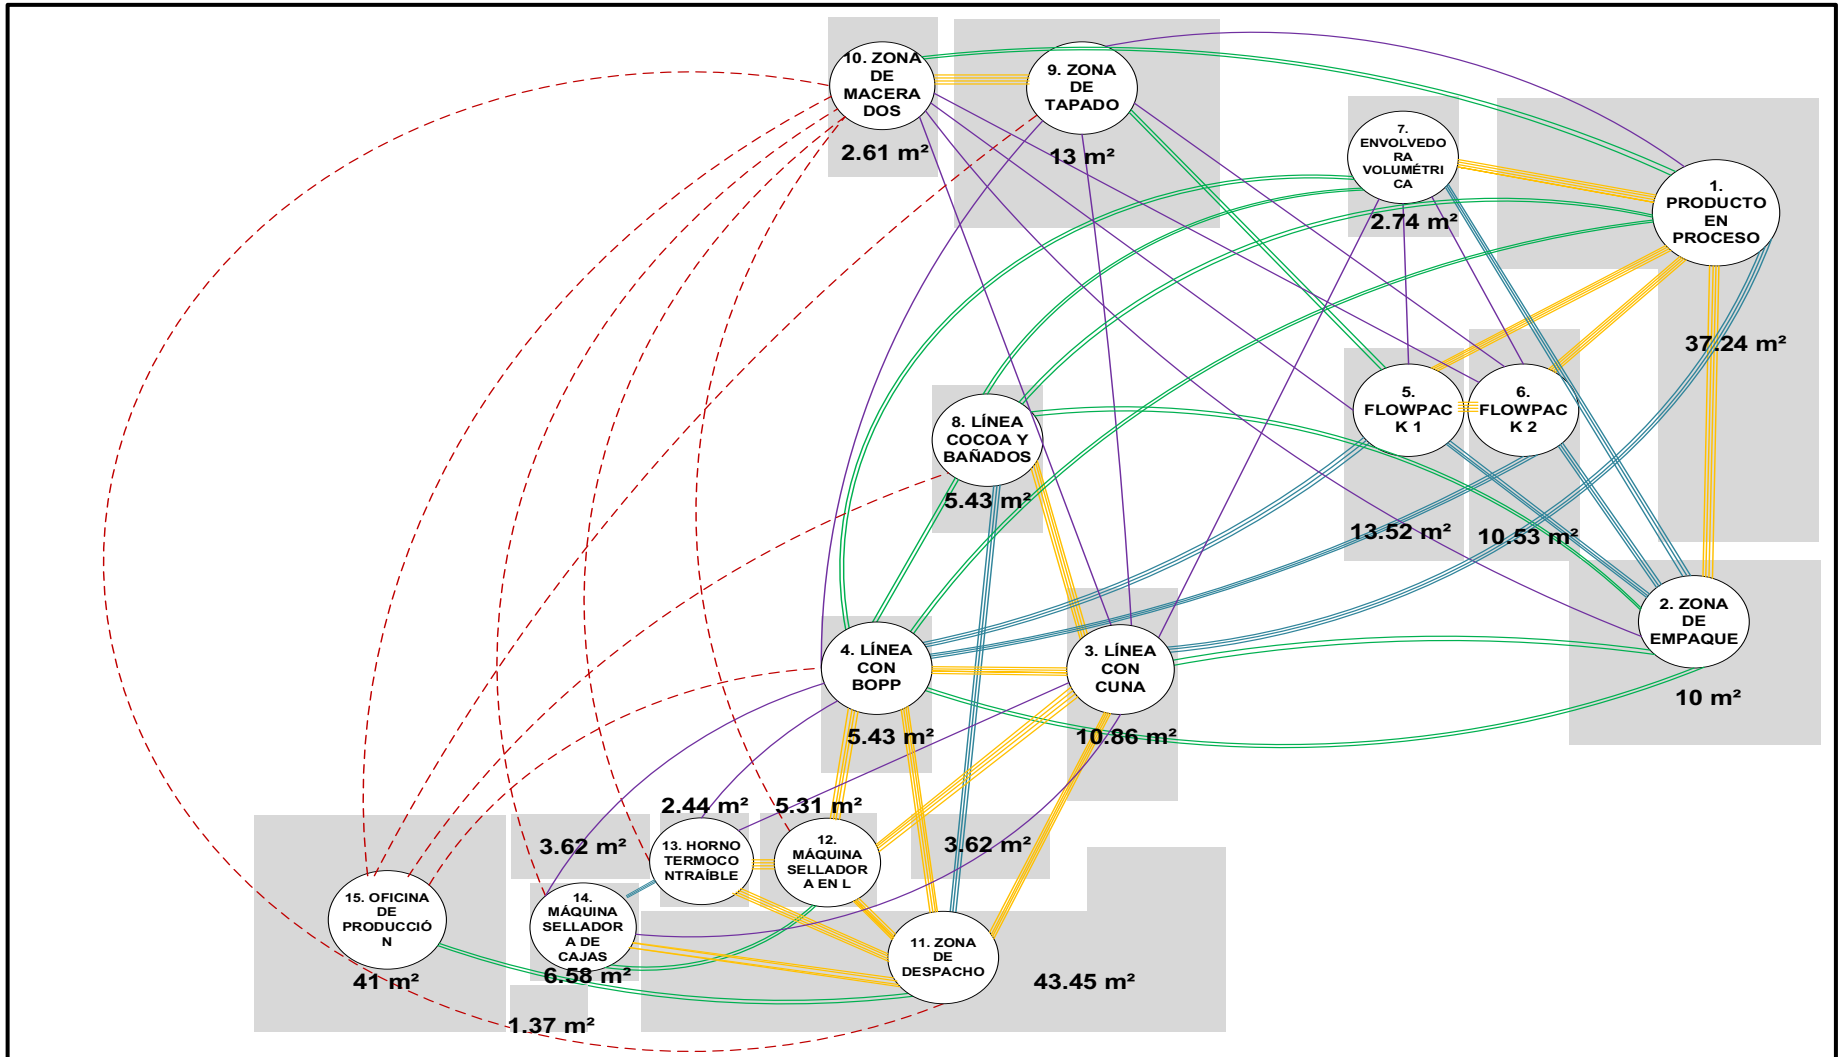 10. ZONA
DE
MACERA
DOS
2.61 m²
9. ZONA
DE
TAPADO
13 m²
7.
ENVOLVEDO
RA
VOLUMÉTRI
CA
2.74 m²
1.
PRODUCTO
EN
PROCESO
37.24 m²
5.
FLOWPAC
K 1
13.52 m²
6.
FLOWPAC
K 2
10.53 m²
8. LÍNEA
COCOA Y
BAÑADOS
5.43 m²
2. ZONA
DE
EMPAQUE
10 m²
4. LÍNEA
CON
BOPP
5.43 m²
3. LÍNEA
CON
CUNA
10.86 m²
2.44 m²
5.31 m²
3.62 m²
13. HORNO
TERMOCO
NTRAÍBLE
12.
MÁQUINA
SELLADOR
A EN L
3.62 m²
15. OFICINA
DE
PRODUCCIÓ
N
41 m²
14.
MÁQUINA
SELLADOR
A DE
CAJAS
6.58 m²
11. ZONA
DE
DESPACHO
43.45 m²
1.37 m²